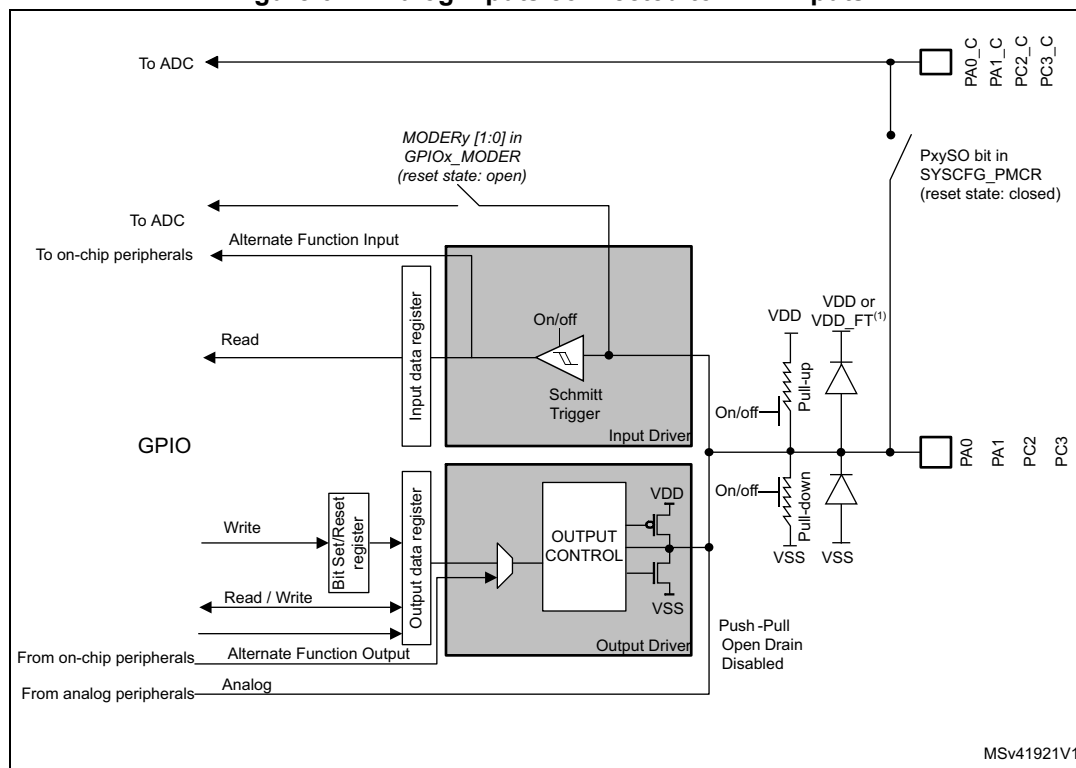 To ADC
PA0_C
PA1_C
PC2_C
PC3_C
MODERy [1:0] in
GPIOx_MODER
(reset state: open)
PxySO bit in
SYSCFG_PMCR
(reset state: closed)
To ADC
Alternate Function Input
To on-chip peripherals
VDD or
VDD_FT(1)
VDD
On/off
Read
Input data register
Schmitt
Trigger
Pull-up
On/off
Input Driver
GPIO
PA0
PA1
PC2
PC3
On/off
Pull-down
VDD
Write
Bit Set/Reset
register
Output data register
OUTPUT
CONTROL
VSS
VSS
Read / Write
VSS
Push -Pull
Open Drain
Disabled
Output Driver
From on-chip peripherals
Alternate Function Output
From analog peripherals
Analog
MSv41921V1